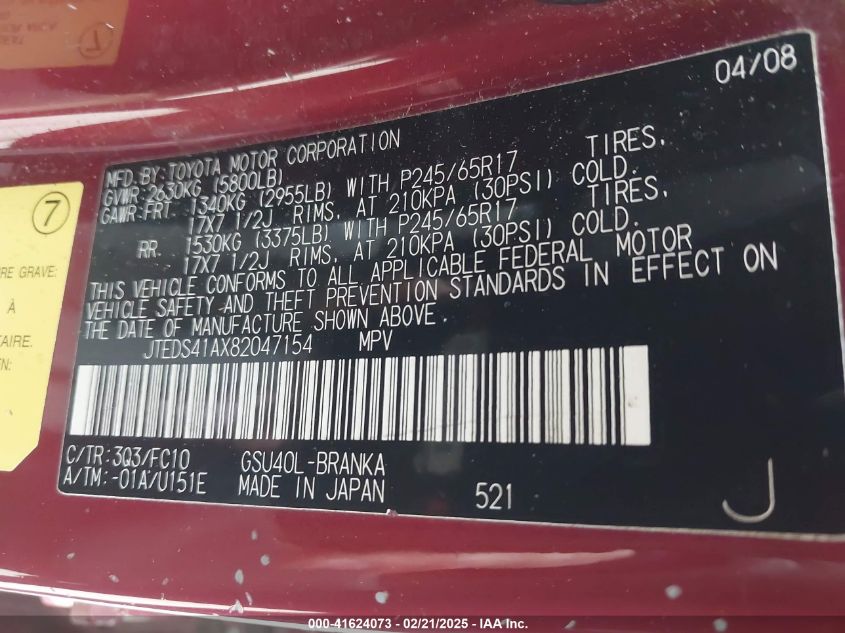 04/08
MFD.BY:TOYOTA MOTOR CORPORATION
GVWR:2630KG (5800LB)
GAWR:FRT. 1340KG (2955LB) WITH P245/65R17 TIRES,
17X7 1/2J RIMS, AT 210KPA (30PSI) COLD.
RR. 1530KG (3375LB) WITH P245/65R17 TIRES,
17X7 1/2J RIMS, AT 210KPA (30PSI) COLD.
THIS VEHICLE CONFORMS TO ALL APPLICABLE FEDERAL MOTOR
VEHICLE SAFETY AND THEFT PREVENTION STANDARDS IN EFFECT ON
THE DATE OF MANUFACTURE SHOWN ABOVE.
JTEDS41AX82047154 MPV
C/TR:3Q3/FC10 GSU40L-BRANKA
A/TM:-01A/U151E MADE IN JAPAN 521 J
7
RE GRAVE:
À
TAIRE.
EN:
000-41624073 - 02/21/2025 - IAA Inc.